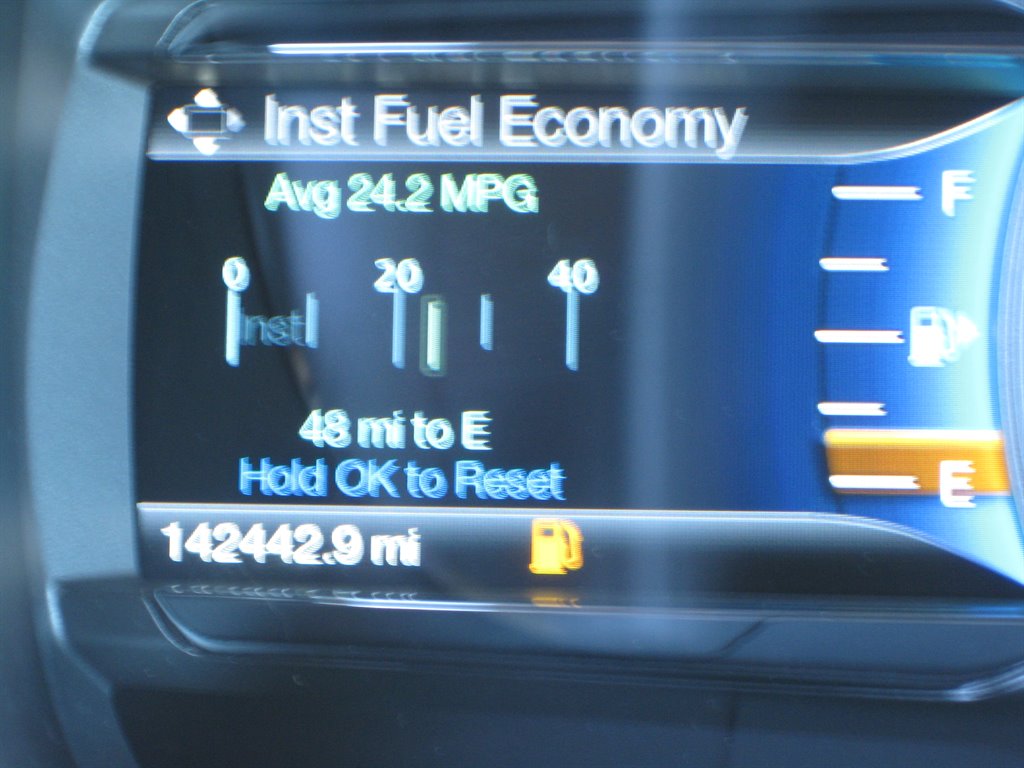 Inst Fuel Economy
Avg 24.2 MPG
F
0 20 40
Inst
48 mi to E
Hold OK to Reset
E
142442.9 mi